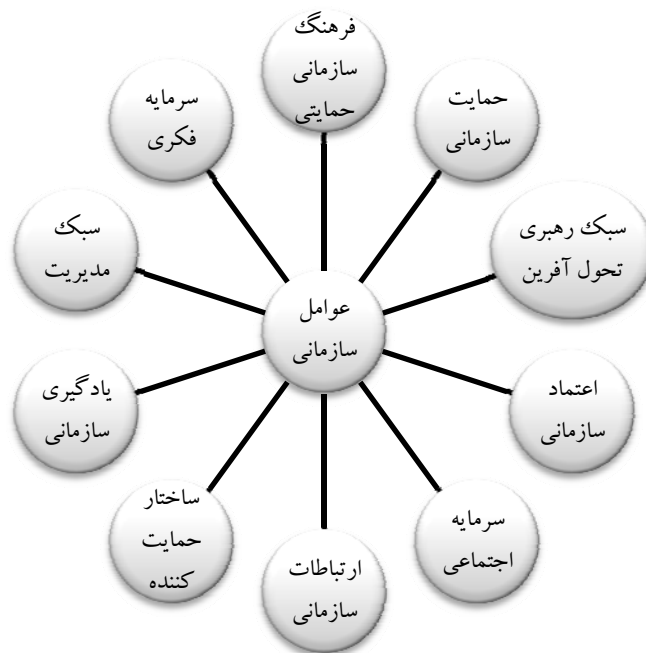 فرهنگ
سازمانی
حمایتی
حمایت
سازمانی
سبک رهبری
تحول آفرین
اعتماد
سازمانی
سرمایه
اجتماعی
ارتباطات
سازمانی
ساختار
حمایت
کننده
یادگیری
سازمانی
سبک
مدیریت
سرمایه
فکری
عوامل
سازمانی